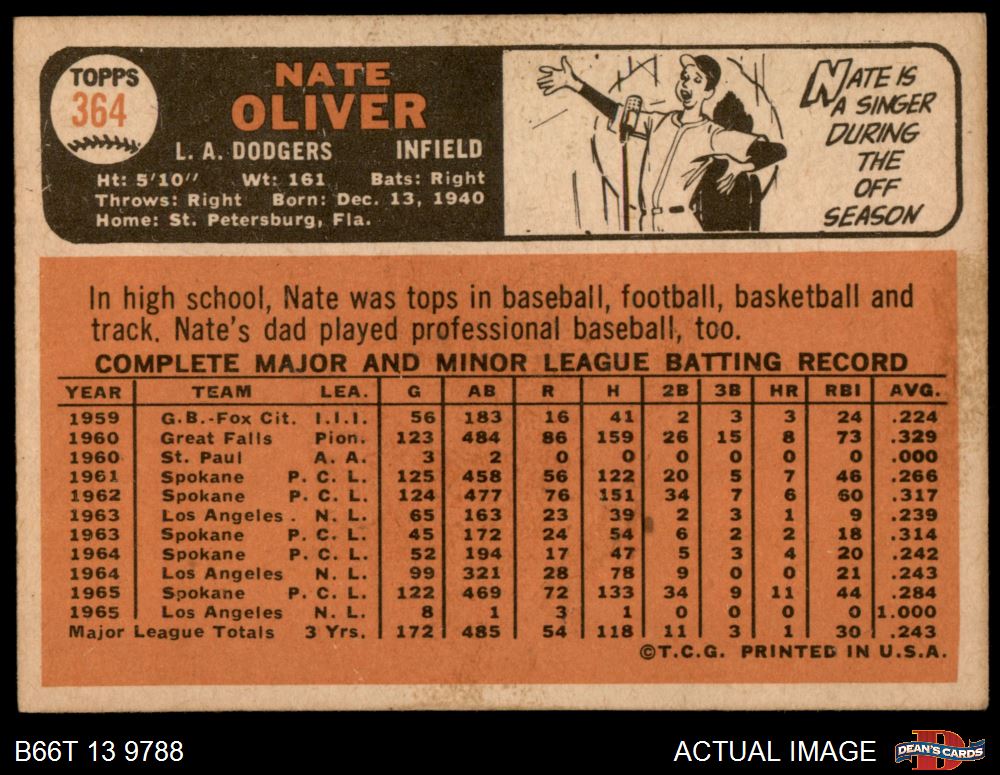 TOPPS
364
NATE
OLIVER
L. A. DODGERS INFIELD
Ht: 5'10" Wt: 161 Bats: Right
Throws: Right Born: Dec. 13, 1940
Home: St. Petersburg, Fla.
NATE IS
A SINGER
DURING
THE
OFF
SEASON
In high school, Nate was tops in baseball, football, basketball and
track. Nate's dad played professional baseball, too.
COMPLETE MAJOR AND MINOR LEAGUE BATTING RECORD
YEAR TEAM LEA. G AB R H 2B 3B HR RBI AVG.
1959 G.B.-Fox Cit. I.I.I. 56 183 16 41 2 3 3 24 .224
1960 Great Falls Pion. 123 484 86 159 26 15 8 73 .329
1960 St. Paul A. A. 3 2 0 0 0 0 0 0 .000
1961 Spokane P. C. L. 125 458 56 122 20 5 7 46 .266
1962 Spokane P. C. L. 124 477 76 151 34 7 6 60 .317
1963 Los Angeles . N. L. 65 163 23 39 2 3 1 9 .239
1963 Spokane P. C. L. 45 172 24 54 6 2 2 18 .314
1964 Spokane P. C. L. 52 194 17 47 5 3 4 20 .242
1964 Los Angeles N. L. 99 321 28 78 9 0 0 21 .243
1965 Spokane P. C. L. 122 469 72 133 34 9 11 44 .284
1965 Los Angeles N. L. 8 1 3 1 0 0 0 0 1.000
Major League Totals 3 Yrs. 172 485 54 118 11 3 1 30 .243
©T.C.G. PRINTED IN U.S.A.
B66T 13 9788 ACTUAL IMAGE DEAN'S CARDS